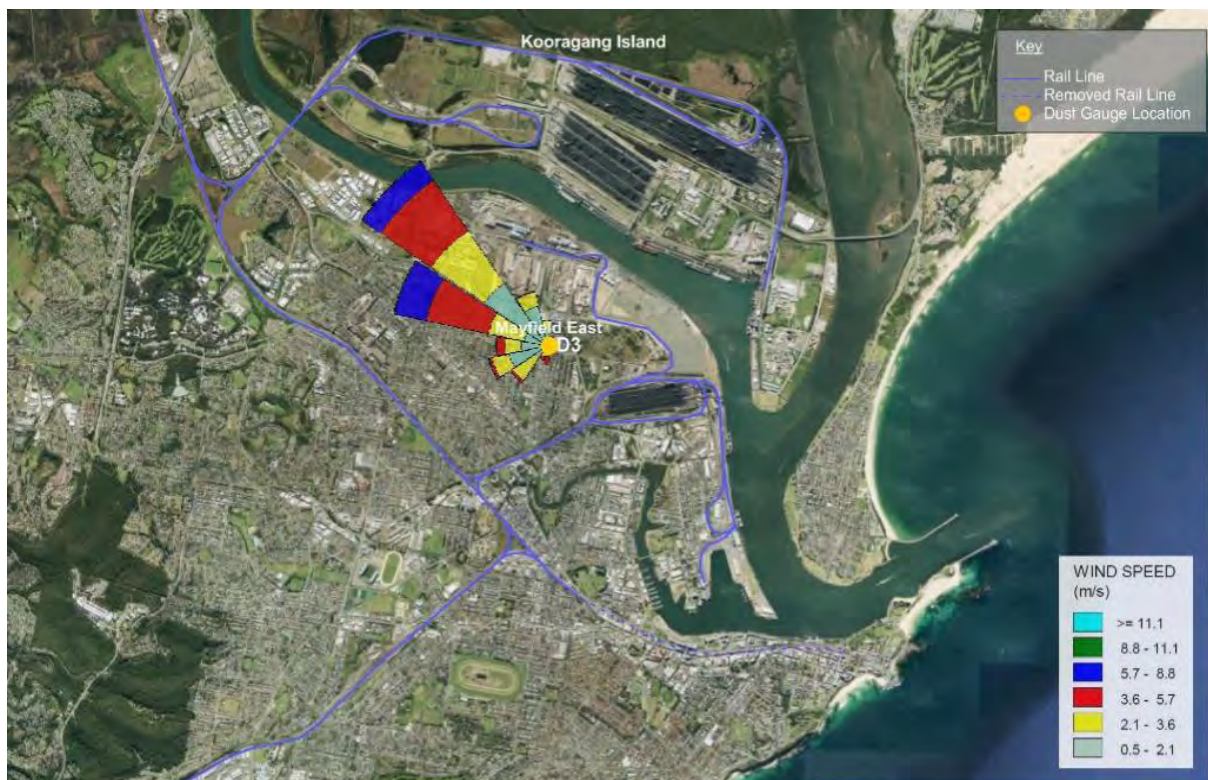 Kooragang Island
Key
Rail Line
Removed Rail Line
Dust Gauge Location
Mayfield East
D3
WIND SPEED
(m/s)
>= 11.1
8.8 - 11.1
5.7 - 8.8
3.6 - 5.7
2.1 - 3.6
0.5 - 2.1